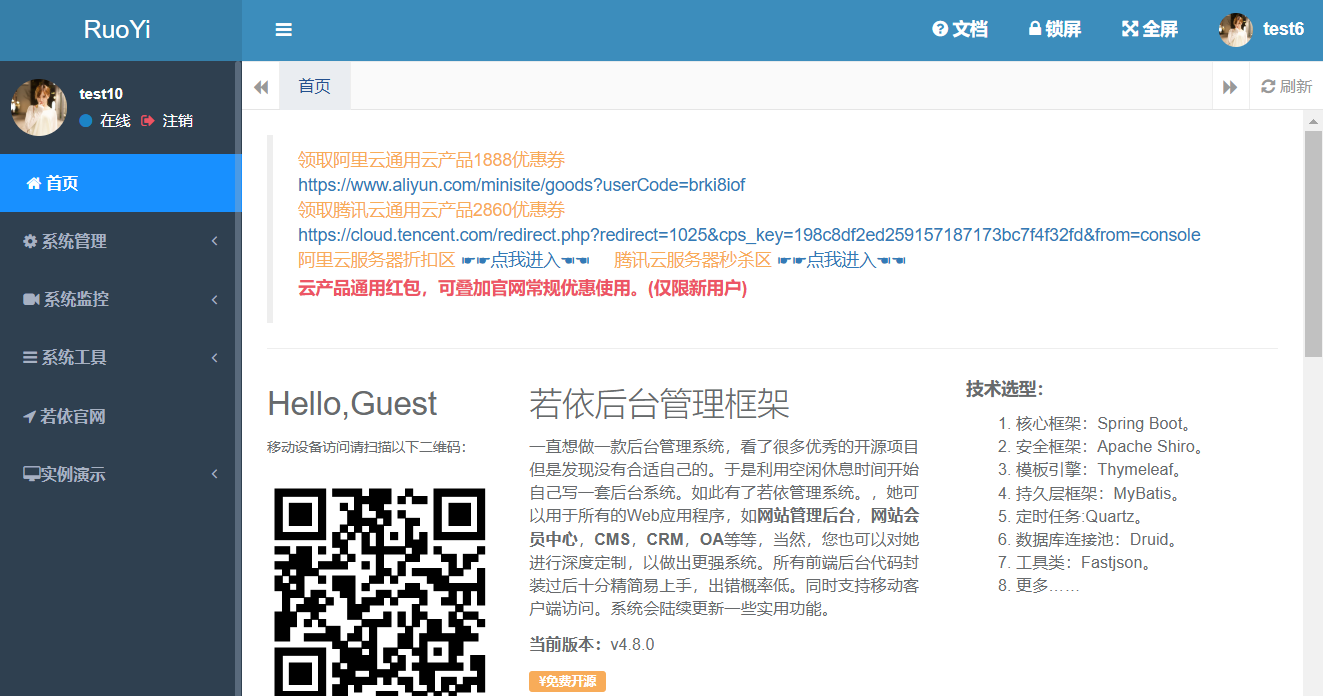 RuoYi
文档
锁屏
全屏
test6
test10
在线 注销
首页
系统管理
系统监控
系统工具
若依官网
实例演示
首页
刷新
领取阿里云通用云产品1888优惠券
https://www.aliyun.com/minisite/goods?userCode=brki8iof
领取腾讯云通用云产品2860优惠券
https://cloud.tencent.com/redirect.php?redirect=1025&cps_key=198c8df2ed259157187173bc7f4f32fd&from=console
阿里云服务器折扣区 ☛☛点我进入☚☚ 腾讯云服务器秒杀区 ☛☛点我进入☚☚
云产品通用红包，可叠加官网常规优惠使用。(仅限新用户)
Hello,Guest
移动设备访问请扫描以下二维码：
若依后台管理框架
一直想做一款后台管理系统，看了很多优秀的开源项目
但是发现没有合适自己的。于是利用空闲休息时间开始
自己写一套后台系统。如此有了若依管理系统。，她可
以用于所有的Web应用程序，如网站管理后台，网站会
员中心，CMS，CRM，OA等等，当然，您也可以对她
进行深度定制，以做出更强系统。所有前端后台代码封
装过后十分精简易上手，出错概率低。同时支持移动客
户端访问。系统会陆续更新一些实用功能。
当前版本：v4.8.0
¥免费开源
技术选型：
1. 核心框架：Spring Boot。
2. 安全框架：Apache Shiro。
3. 模板引擎：Thymeleaf。
4. 持久层框架：MyBatis。
5. 定时任务:Quartz。
6. 数据库连接池：Druid。
7. 工具类：Fastjson。
8. 更多……